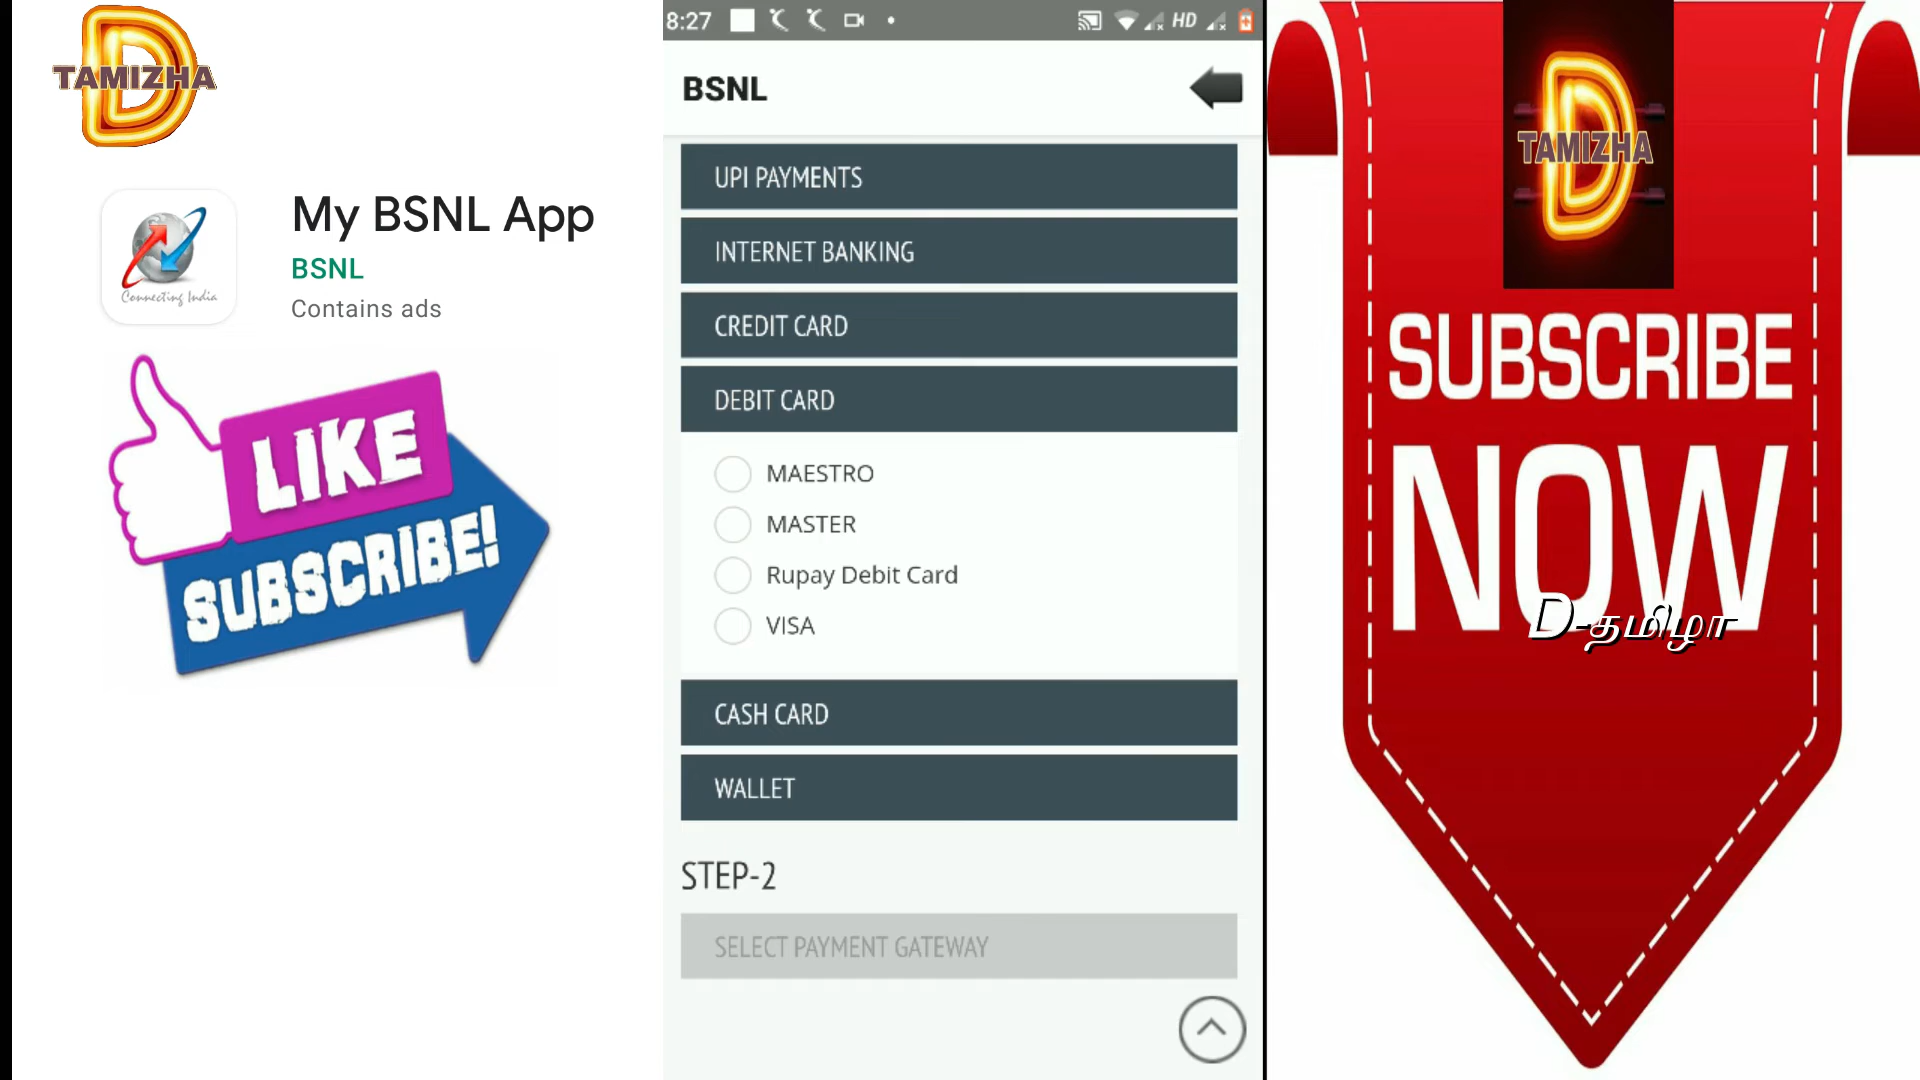 TAMIZHA
D
My BSNL App
BSNL
Contains ads
Connecting India
LIKE
SUBSCRIBE!
8:27
HD
BSNL
UPI PAYMENTS
INTERNET BANKING
CREDIT CARD
DEBIT CARD
MAESTRO
MASTER
Rupay Debit Card
VISA
CASH CARD
WALLET
STEP-2
SELECT PAYMENT GATEWAY
D
TAMIZHA
SUBSCRIBE
NOW
D-தமிழா